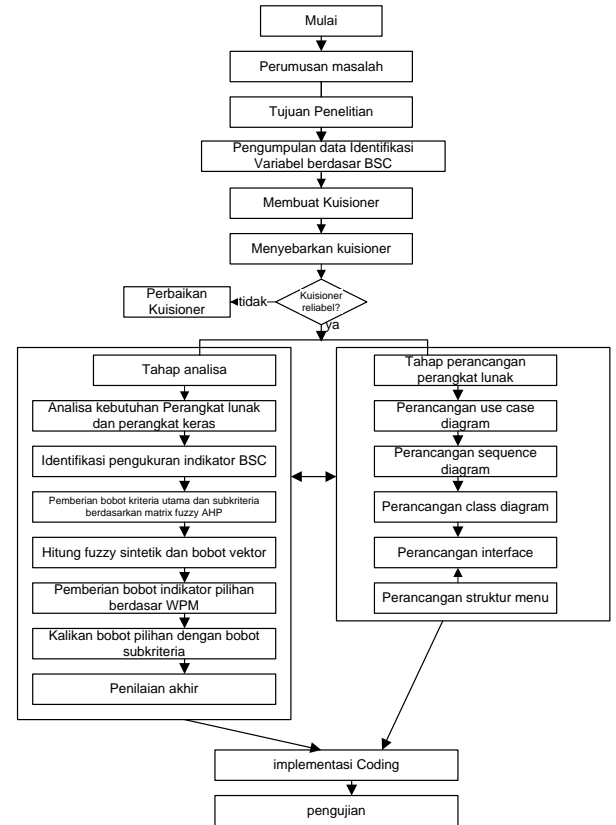 Mulai
Perumusan masalah
Tujuan Penelitian
Pengumpulan data Identifikasi
Variabel berdasar BSC
Membuat Kuisioner
Menyebarkan kuisioner
Kuisioner
reliabel?
tidak
Perbaikan
Kuisioner
ya
Tahap analisa
Analisa kebutuhan Perangkat lunak
dan perangkat keras
Identifikasi pengukuran indikator BSC
Pemberian bobot kriteria utama dan subkriteria
berdasarkan matrix fuzzy AHP
Hitung fuzzy sintetik dan bobot vektor
Pemberian bobot indikator pilihan
berdasar WPM
Kalikan bobot pilihan dengan bobot
subkriteria
Penilaian akhir
Tahap perancangan
perangkat lunak
Perancangan use case
diagram
Perancangan sequence
diagram
Perancangan class diagram
Perancangan interface
Perancangan struktur menu
implementasi Coding
pengujian